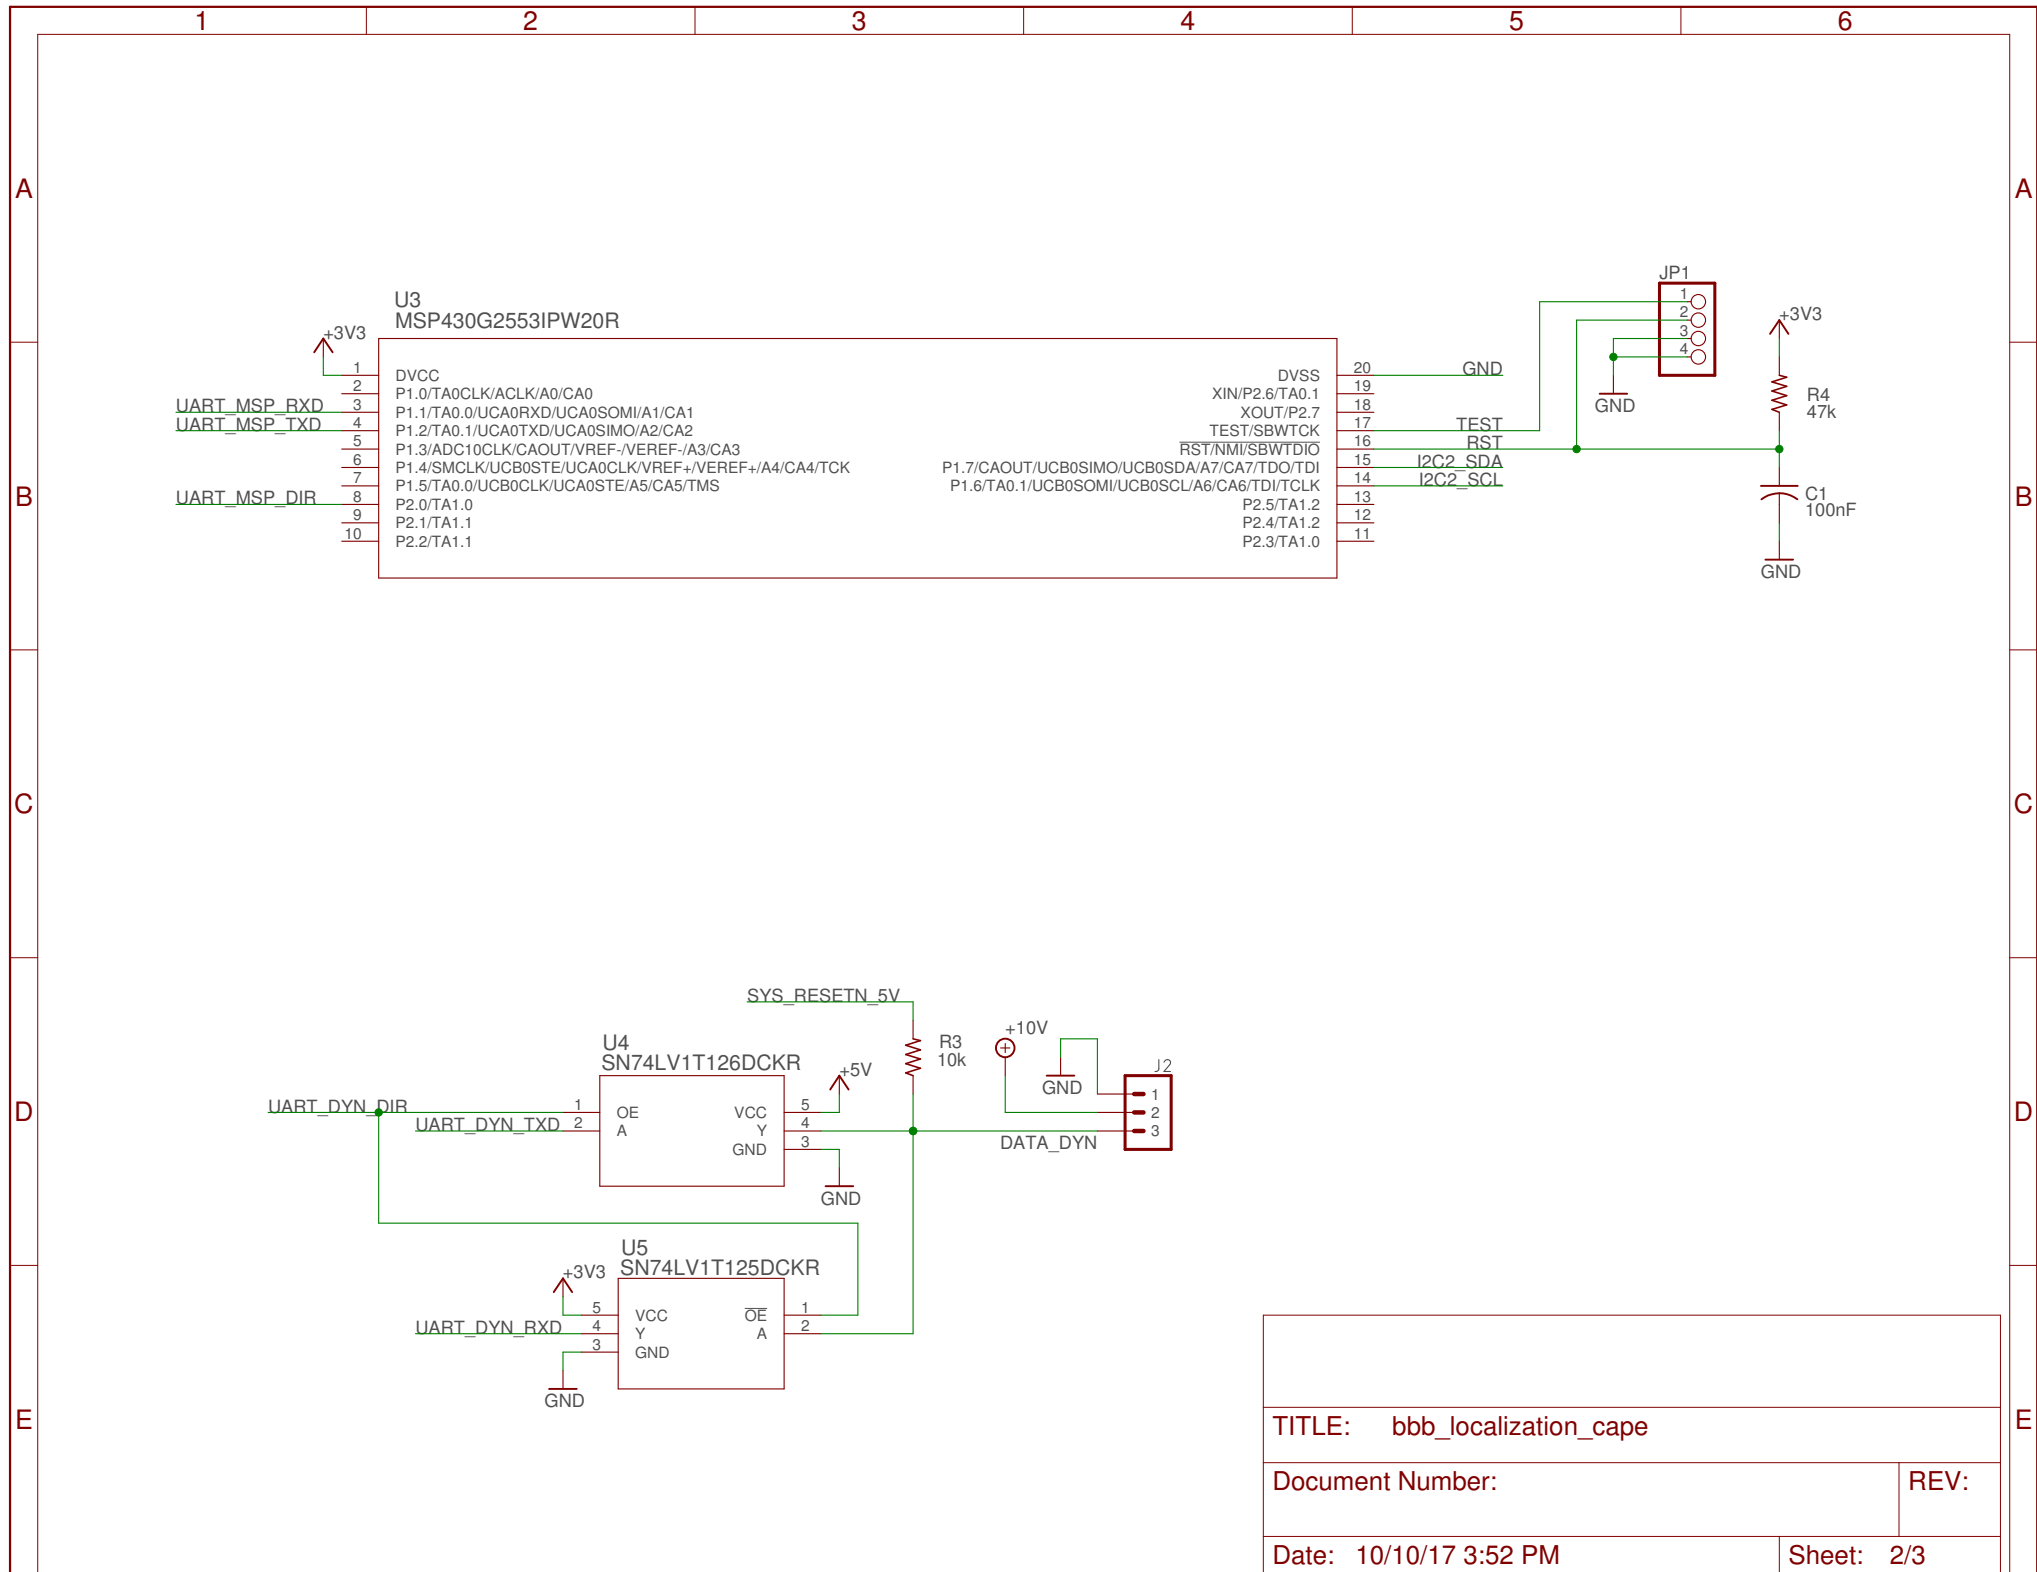 1 2 3 4 5 6
A A
B B
C C
D D
E E
U3
MSP430G2553IPW20R
+3V3
1 DVCC
2 P1.0/TA0CLK/ACLK/A0/CA0
UART_MSP_RXD 3 P1.1/TA0.0/UCA0RXD/UCA0SOMI/A1/CA1
UART_MSP_TXD 4 P1.2/TA0.1/UCA0TXD/UCA0SIMO/A2/CA2
5 P1.3/ADC10CLK/CAOUT/VREF-/VEREF-/A3/CA3
6 P1.4/SMCLK/UCB0STE/UCA0CLK/VREF+/VEREF+/A4/CA4/TCK
7 P1.5/TA0.0/UCB0CLK/UCA0STE/A5/CA5/TMS
UART_MSP_DIR 8 P2.0/TA1.0
9 P2.1/TA1.1
10 P2.2/TA1.1
DVSS 20 GND
XIN/P2.6/TA0.1 19
XOUT/P2.7 18
TEST/SBWTCK 17 TEST
RST/NMI/SBWTDIO 16 RST
P1.7/CAOUT/UCB0SIMO/UCB0SDA/A7/CA7/TDO/TDI 15 I2C2_SDA
P1.6/TA0.1/UCB0SOMI/UCB0SCL/A6/CA6/TDI/TCLK 14 I2C2_SCL
P2.5/TA1.2 13
P2.4/TA1.2 12
P2.3/TA1.0 11
JP1
1
2
3
4
GND
+3V3
R4
47k
C1
100nF
GND
SYS_RESETN_5V
R3
10k
U4
SN74LV1T126DCKR
+5V
UART_DYN_DIR 1 OE VCC 5
UART_DYN_TXD 2 A Y 4
GND 3
GND
+10V
GND
J2
1
2
3
DATA_DYN
U5
SN74LV1T125DCKR
+3V3
5 VCC OE 1
UART_DYN_RXD 4 Y A 2
3 GND
GND
TITLE: bbb_localization_cape
Document Number: REV:
Date: 10/10/17 3:52 PM Sheet: 2/3